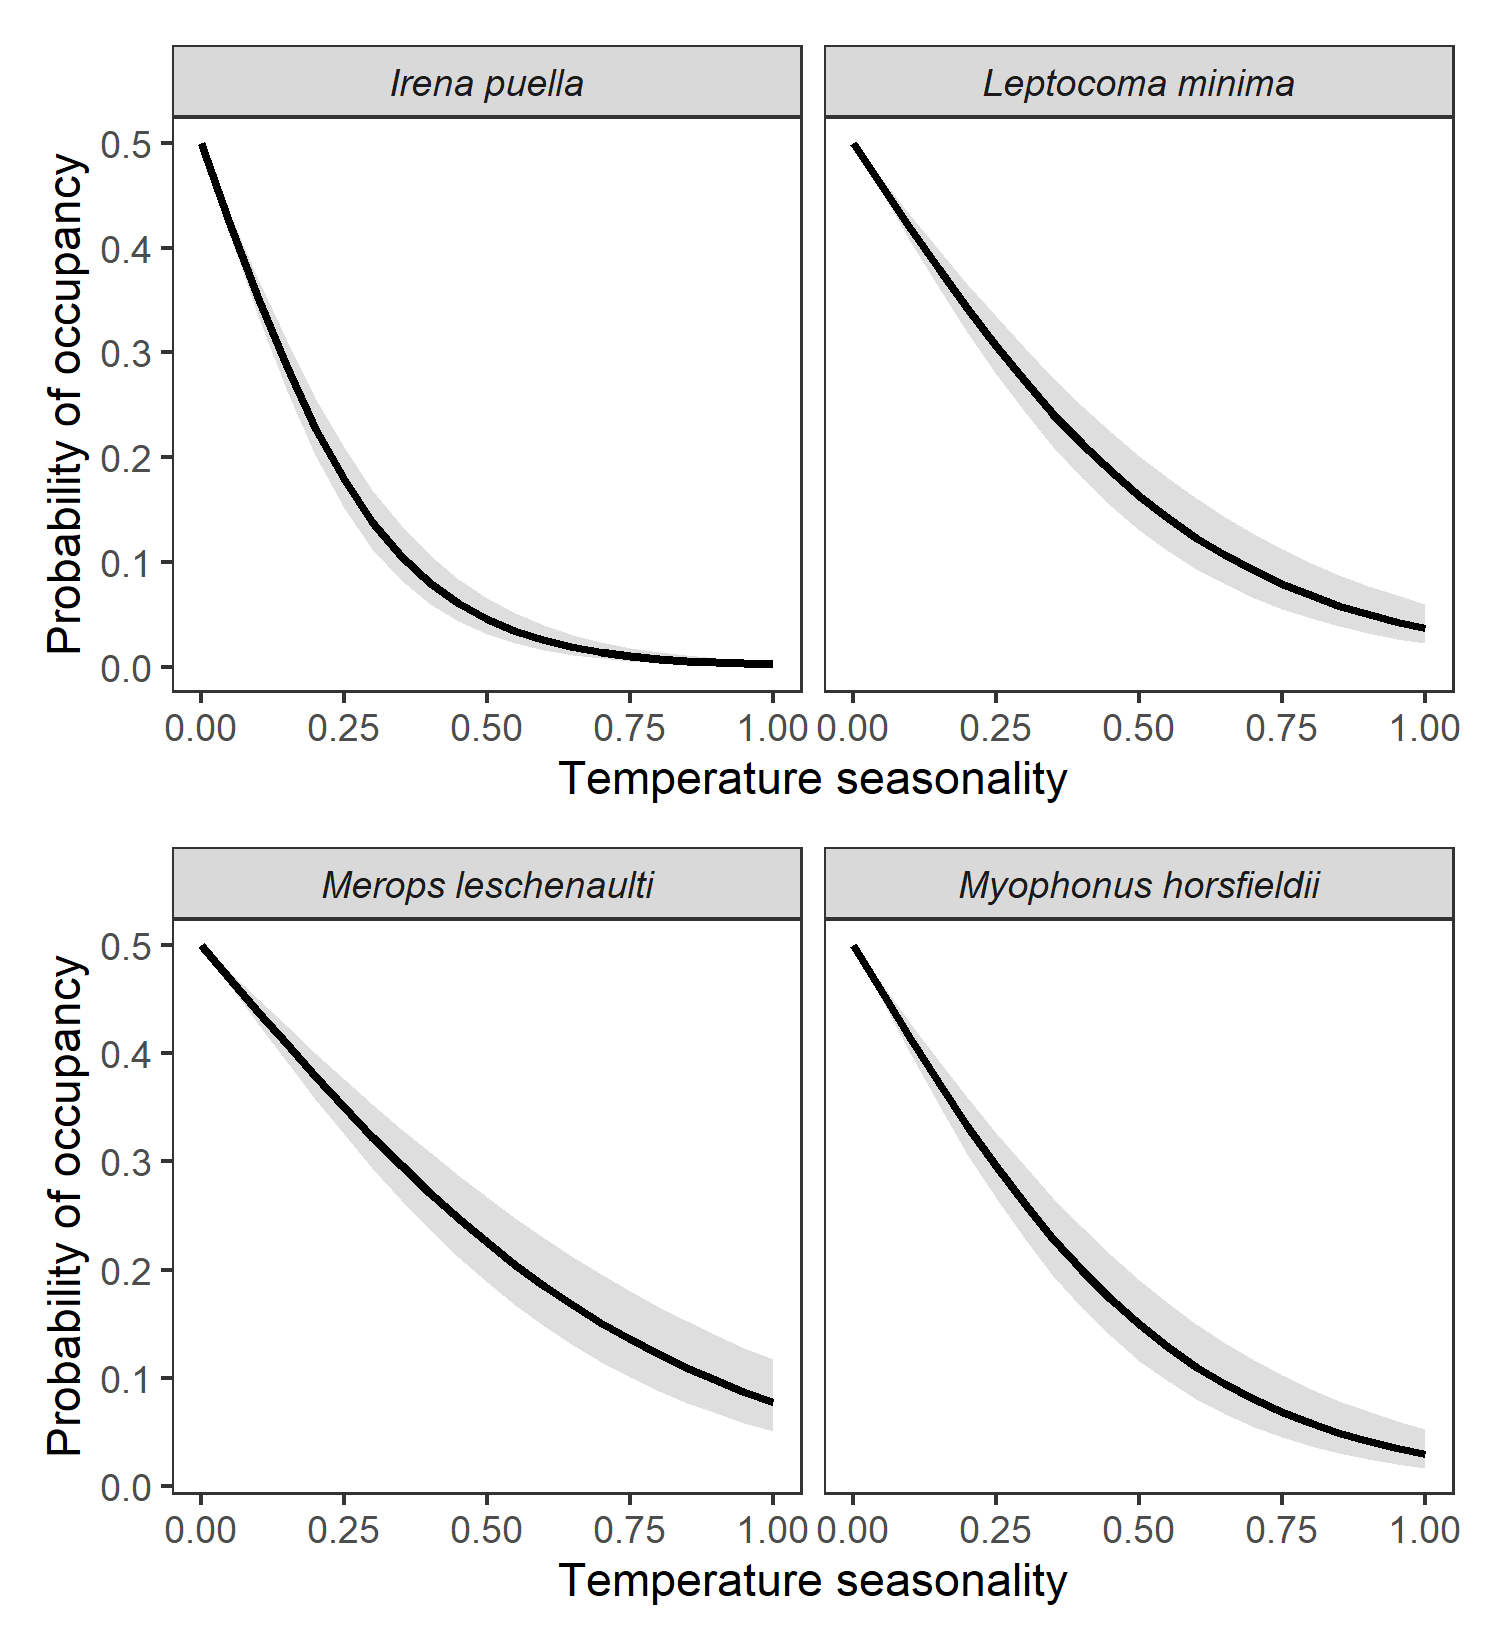 Irena puella
Leptocoma minima
Probability of occupancy
0.5
0.4
0.3
0.2
0.1
0.0
0.00 0.25 0.50 0.75 1.00 0.00 0.25 0.50 0.75 1.00
Temperature seasonality
Merops leschenaulti
Myophonus horsfieldii
Probability of occupancy
0.5
0.4
0.3
0.2
0.1
0.0
0.00 0.25 0.50 0.75 1.00 0.00 0.25 0.50 0.75 1.00
Temperature seasonality